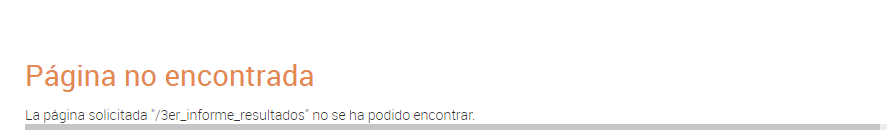 Página no encontrada
La página solicitada "/3er_informe_resultados" no se ha podido encontrar.